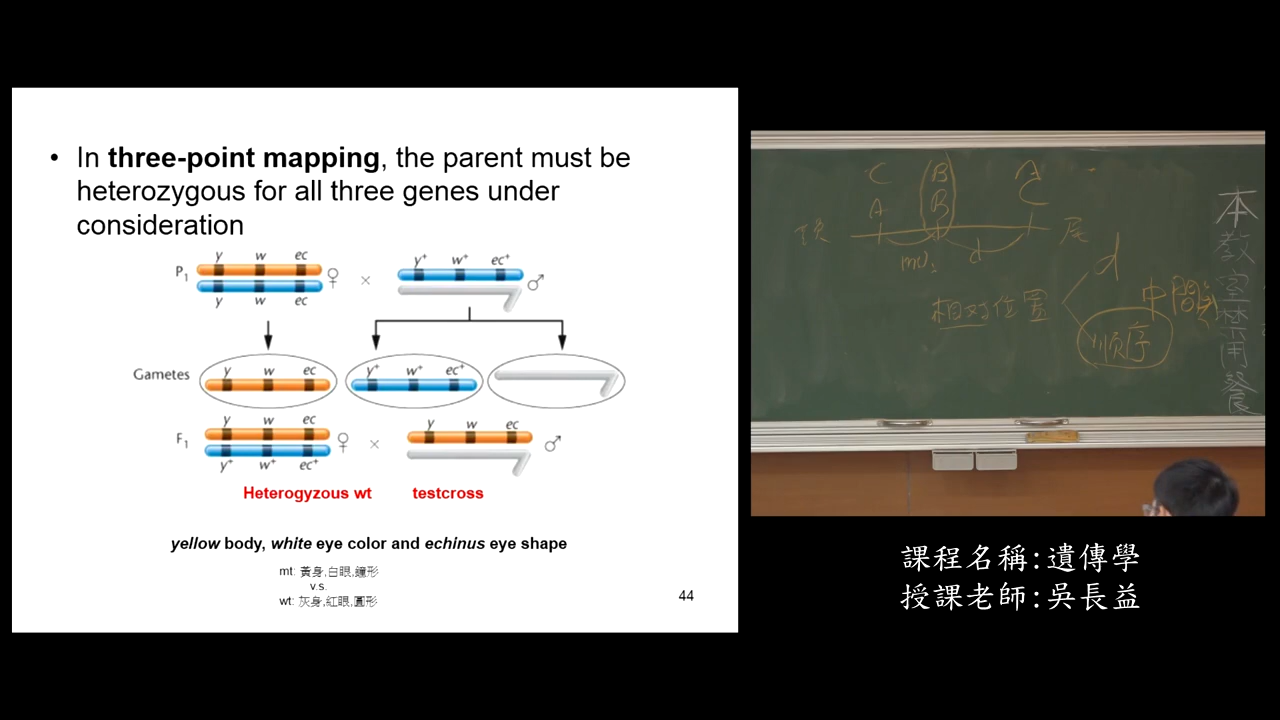 • In three-point mapping, the parent must be
heterozygous for all three genes under
consideration
y w ec
P1 ♀ × ♂
y+ w+ ec+
y w ec
Gametes
y w ec
y+ w+ ec+
y w ec
F1 ♀ × ♂
y w ec
y+ w+ ec+
Heterogyzous wt testcross
yellow body, white eye color and echinus eye shape
mt: 黃身,白眼,鐘形
v.s.
wt: 灰身,紅眼,圓形
44
C B A
A B C
尾
mu d
d
相对位置
中間
順序
本教室禁用餐
課程名稱:遺傳學
授課老師:吳長益